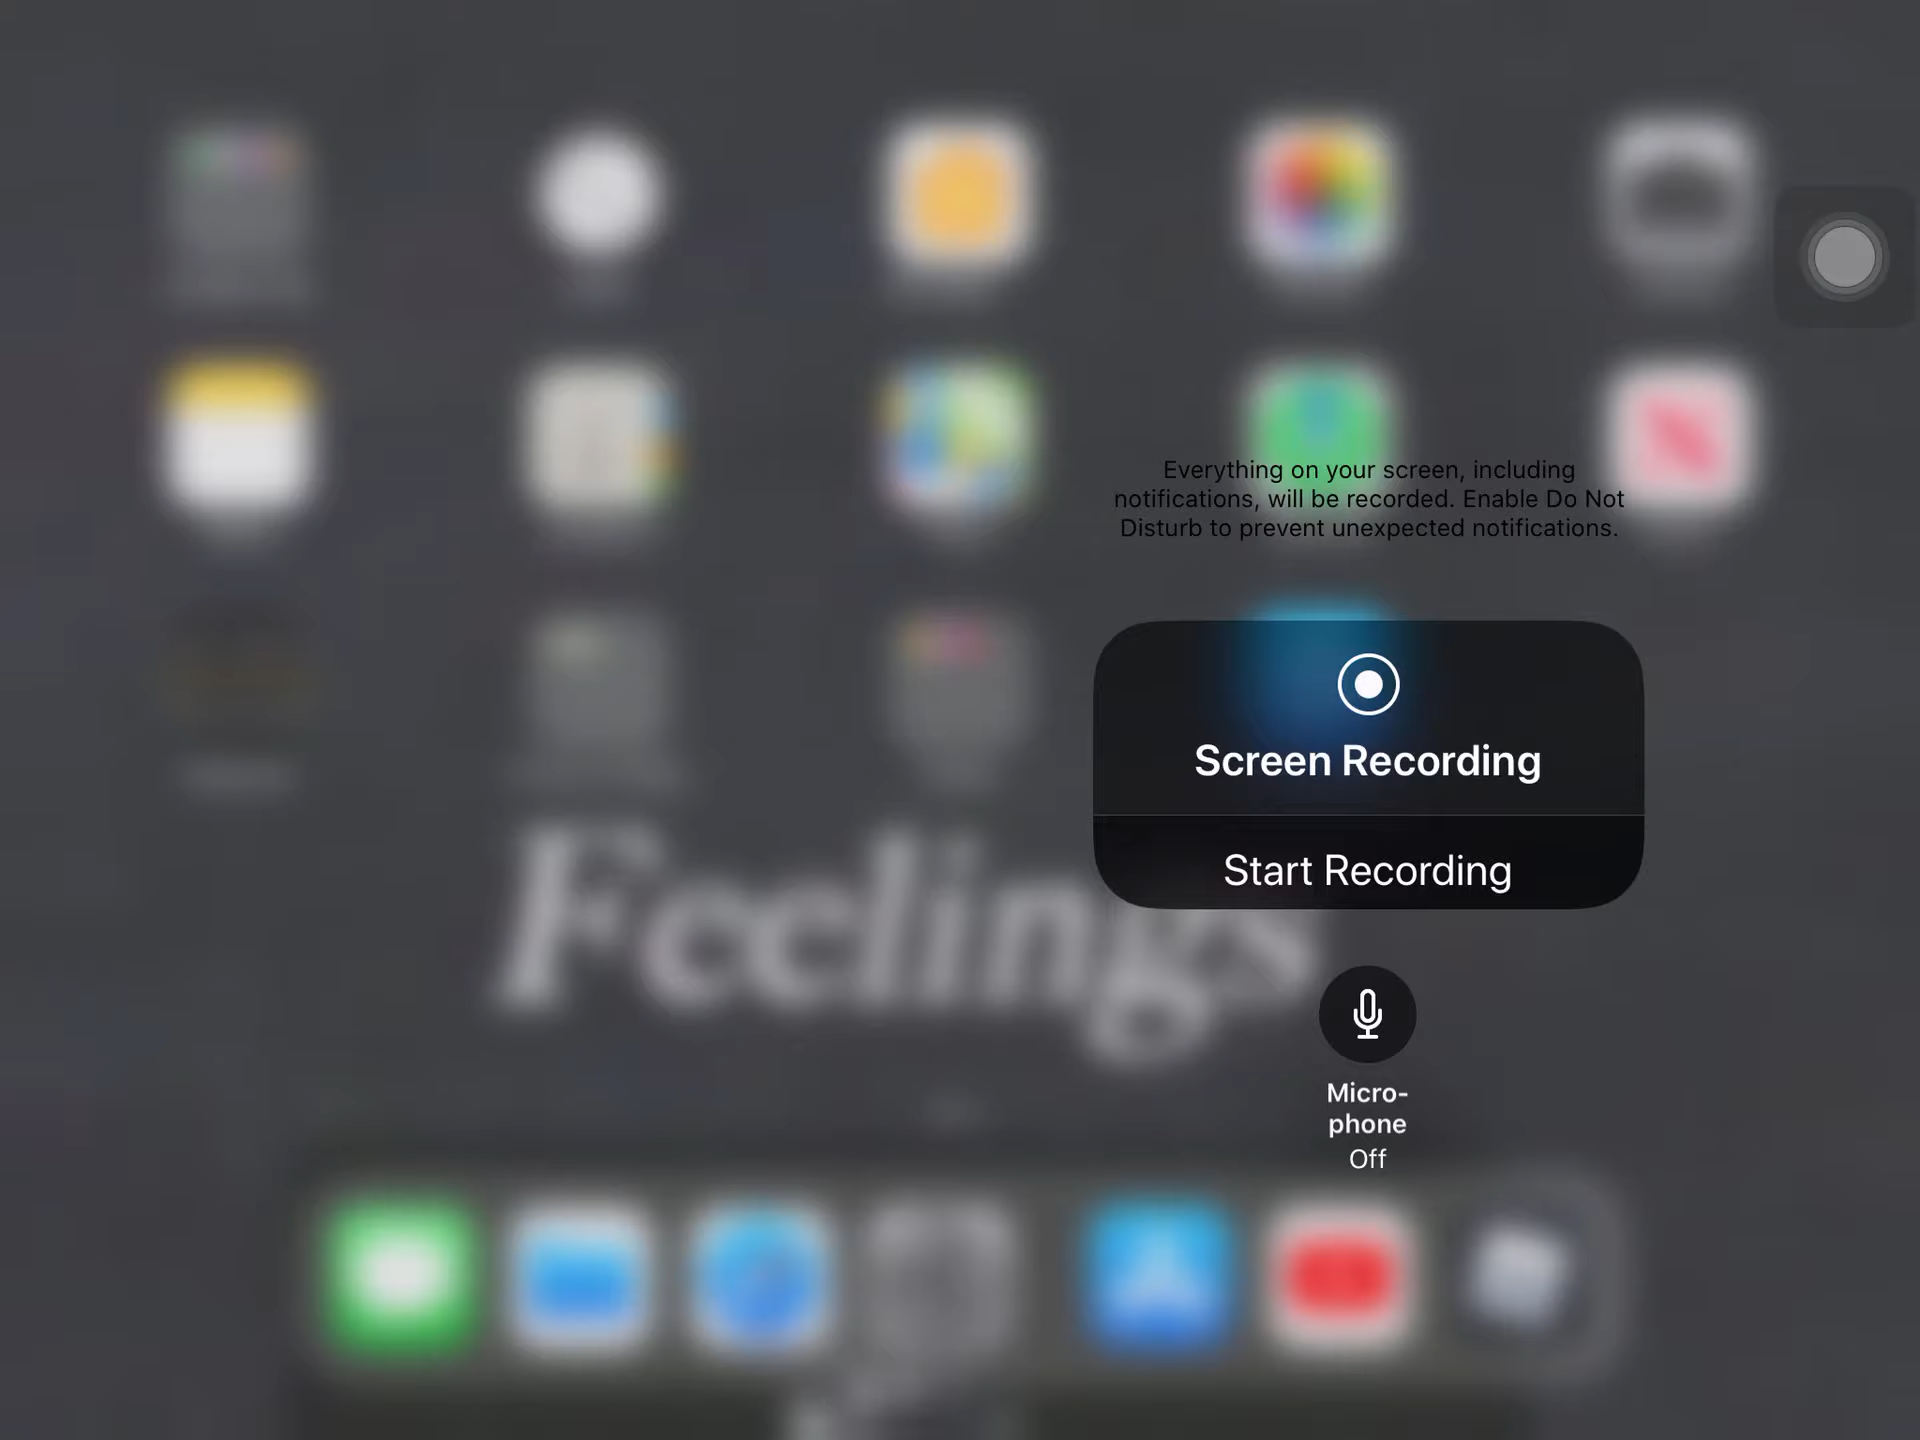 Everything on your screen, including
notifications, will be recorded. Enable Do Not
Disturb to prevent unexpected notifications.
Screen Recording
Start Recording
Feelings
Micro-
phone
Off